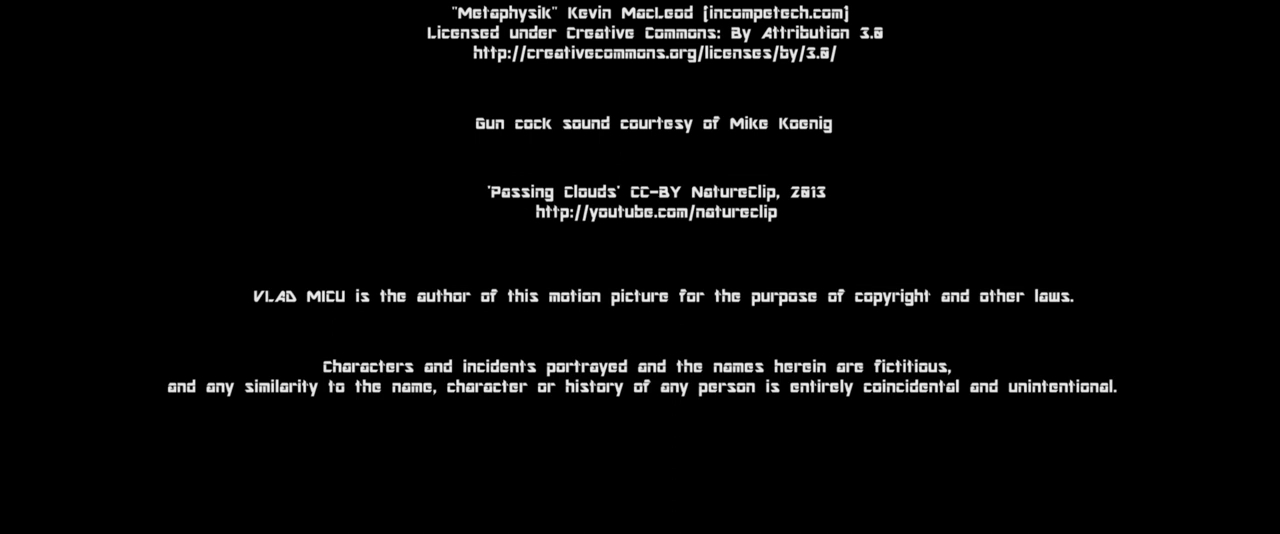 "Metaphysik" Kevin MacLeod [incompetech.com]
Licensed under Creative Commons: By Attribution 3.0
http://creativecommons.org/licenses/by/3.0/
Gun cock sound courtesy of Mike Koenig
'Passing Clouds' CC-BY NatureClip, 2013
http://youtube.com/natureclip
VLAD MICU is the author of this motion picture for the purpose of copyright and other laws.
Characters and incidents portrayed and the names herein are fictitious,
and any similarity to the name, character or history of any person is entirely coincidental and unintentional.